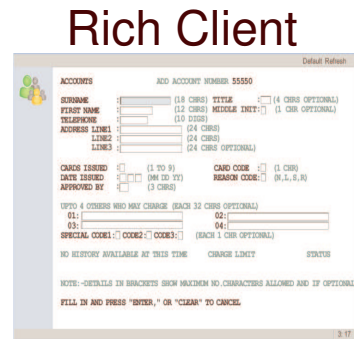 Rich Client
Default Refresh
ACCOUNTS ADD ACCOUNT NUMBER 55550
SURNAME : (18 CHRS) TITLE : (4 CHRS OPTIONAL)
FIRST NAME : (12 CHRS) MIDDLE INIT: (1 CHR OPTIONAL)
TELEPHONE : (10 DIGS)
ADDRESS LINE1 : (24 CHRS)
LINE2 : (24 CHRS)
LINE3 : (24 CHRS OPTIONAL)
CARDS ISSUED : (1 TO 9) CARD CODE : (1 CHR)
DATE ISSUED : (MM DD YY) REASON CODE: (N,L,S,R)
APPROVED BY : (3 CHRS)
UPTO 4 OTHERS WHO MAY CHARGE (EACH 32 CHRS OPTIONAL)
01: 02:
03: 04:
SPECIAL CODE1: CODE2: CODE3: (EACH 1 CHR OPTIONAL)
NO HISTORY AVAILABLE AT THIS TIME CHARGE LIMIT STATUS
NOTE:-DETAILS IN BRACKETS SHOW MAXIMUM NO.CHARACTERS ALLOWED AND IF OPTIONAL
FILL IN AND PRESS "ENTER," OR "CLEAR" TO CANCEL
3: 17